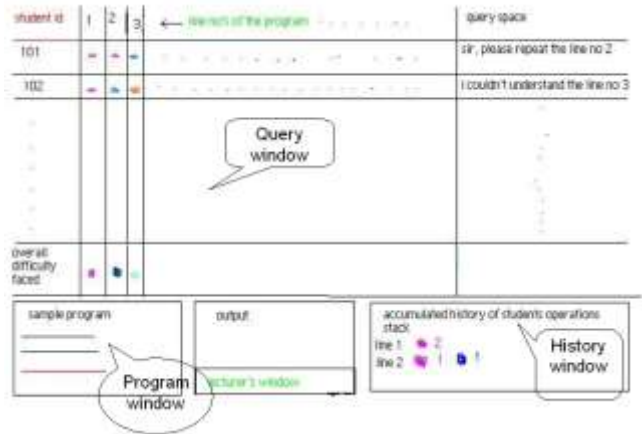 student id 1 2 3 ← line no's of the program query space
101 sir, please repeat the line no 2
102 i couldn't understand the line no 3
Query
window
overall
difficulty
faced
sample program
output
accumulated history of students operations
stack
line 1 2
line 2 1 1
Program
window
lecturer's window
History
window